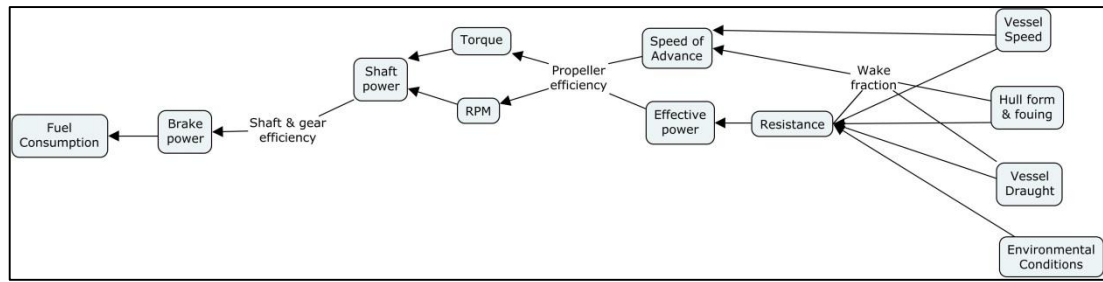 Fuel
Consumption
Brake
power
Shaft & gear
efficiency
Shaft
power
Torque
RPM
Propeller
efficiency
Speed of
Advance
Effective
power
Resistance
Wake
fraction
Vessel
Speed
Hull form
& fouing
Vessel
Draught
Environmental
Conditions